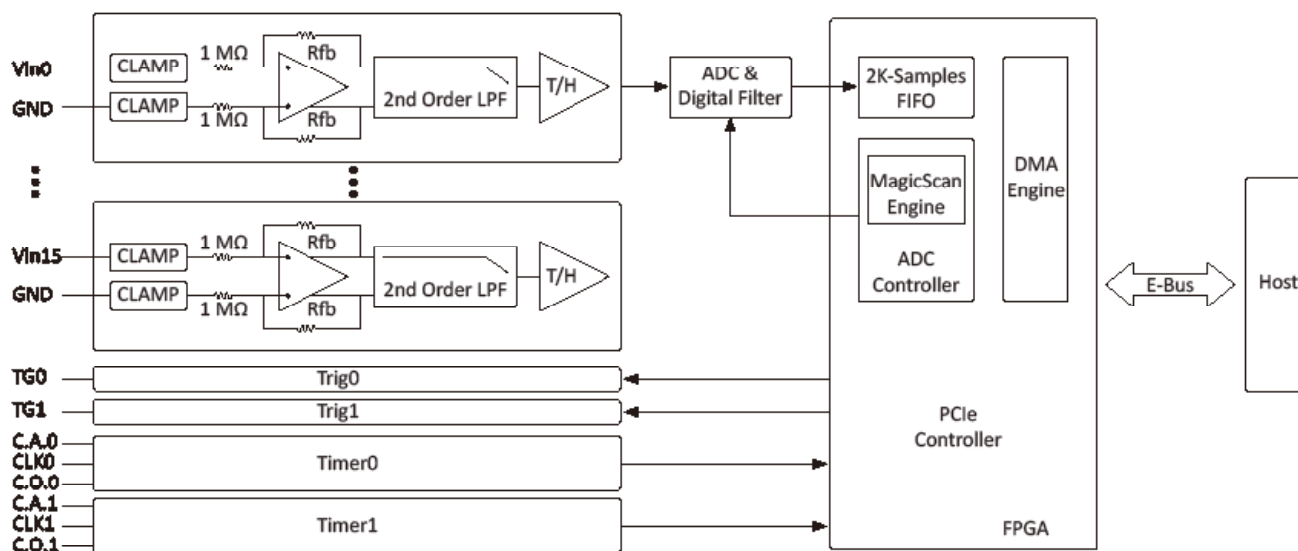 Vin0
GND
CLAMP
CLAMP
1 MΩ
1 MΩ
Rfb
Rfb
2nd Order LPF
T/H
ADC &
Digital Filter
2K-Samples
FIFO
MagicScan
Engine
ADC
Controller
DMA
Engine
E-Bus
Host
Vin15
GND
CLAMP
CLAMP
1 MΩ
1 MΩ
Rfb
Rfb
2nd Order LPF
T/H
TG0
Trig0
TG1
Trig1
C.A.0
CLK0
C.O.0
Timer0
C.A.1
CLK1
C.O.1
Timer1
PCIe
Controller
FPGA